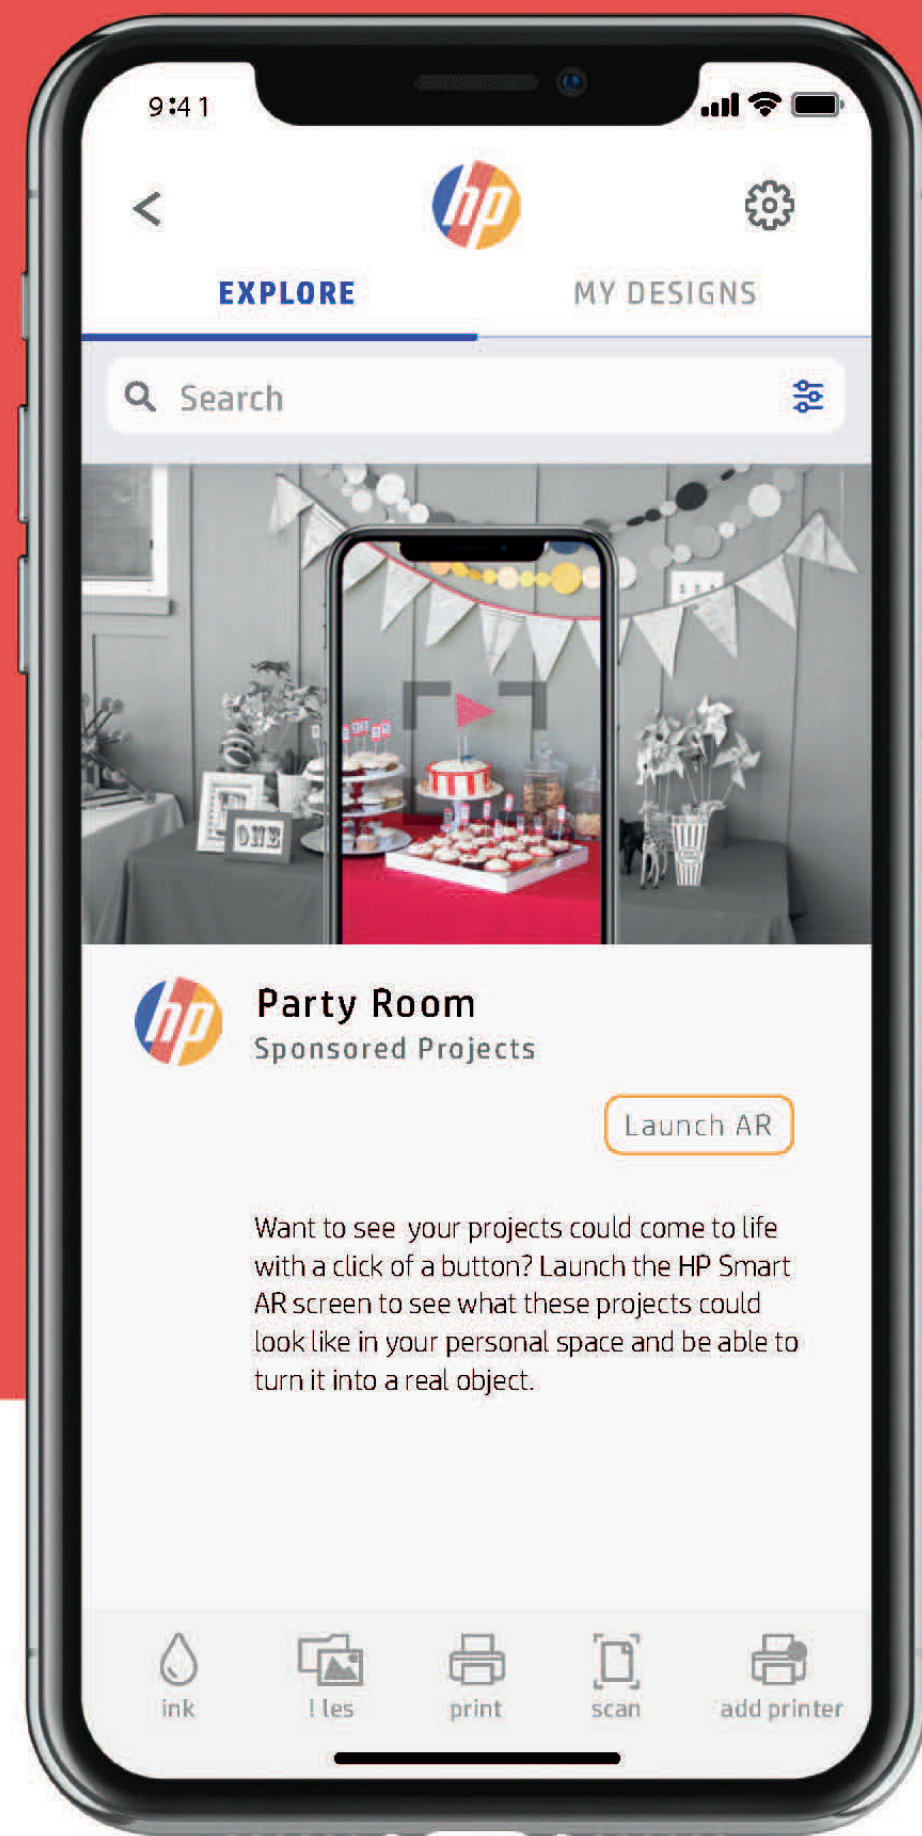 9:41
hp
EXPLORE MY DESIGNS
Search
ONE
hp
Party Room
Sponsored Projects
Launch AR
Want to see your projects could come to life
with a click of a button? Launch the HP Smart
AR screen to see what these projects could
look like in your personal space and be able to
turn it into a real object.
ink ! les print scan add printer